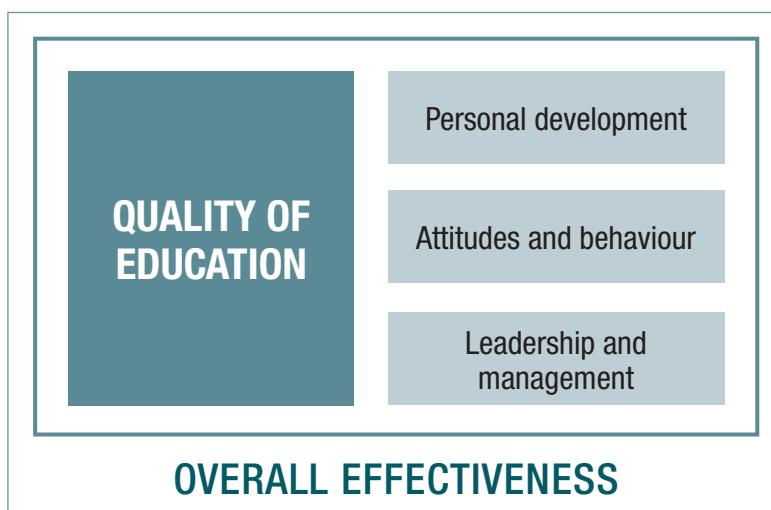 QUALITY OF
EDUCATION
Personal development
Attitudes and behaviour
Leadership and
management
OVERALL EFFECTIVENESS